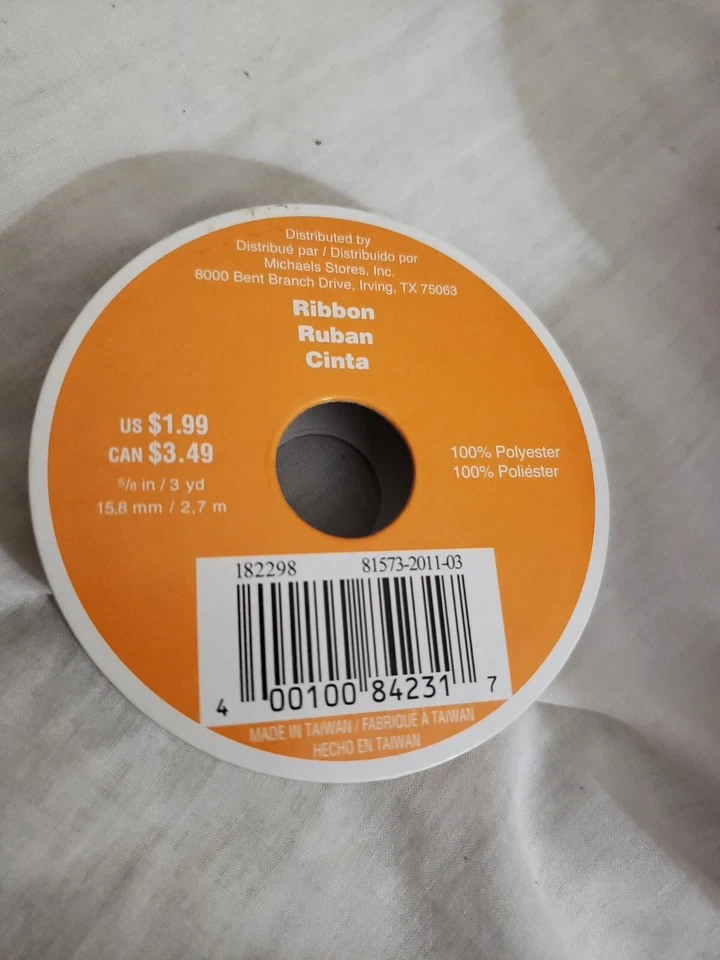 Distributed by
Distribué par / Distribuido por
Michaels Stores, Inc.
8000 Bent Branch Drive, Irving, TX 75063
Ribbon
Ruban
Cinta
US $1.99
CAN $3.49
5/8 in / 3 yd
15,8 mm / 2,7 m
100% Polyester
100% Poliéster
182298 81573-2011-03
4 00100 84231 7
MADE IN TAIWAN / FABRIQUÉ À TAIWAN
HECHO EN TAIWAN